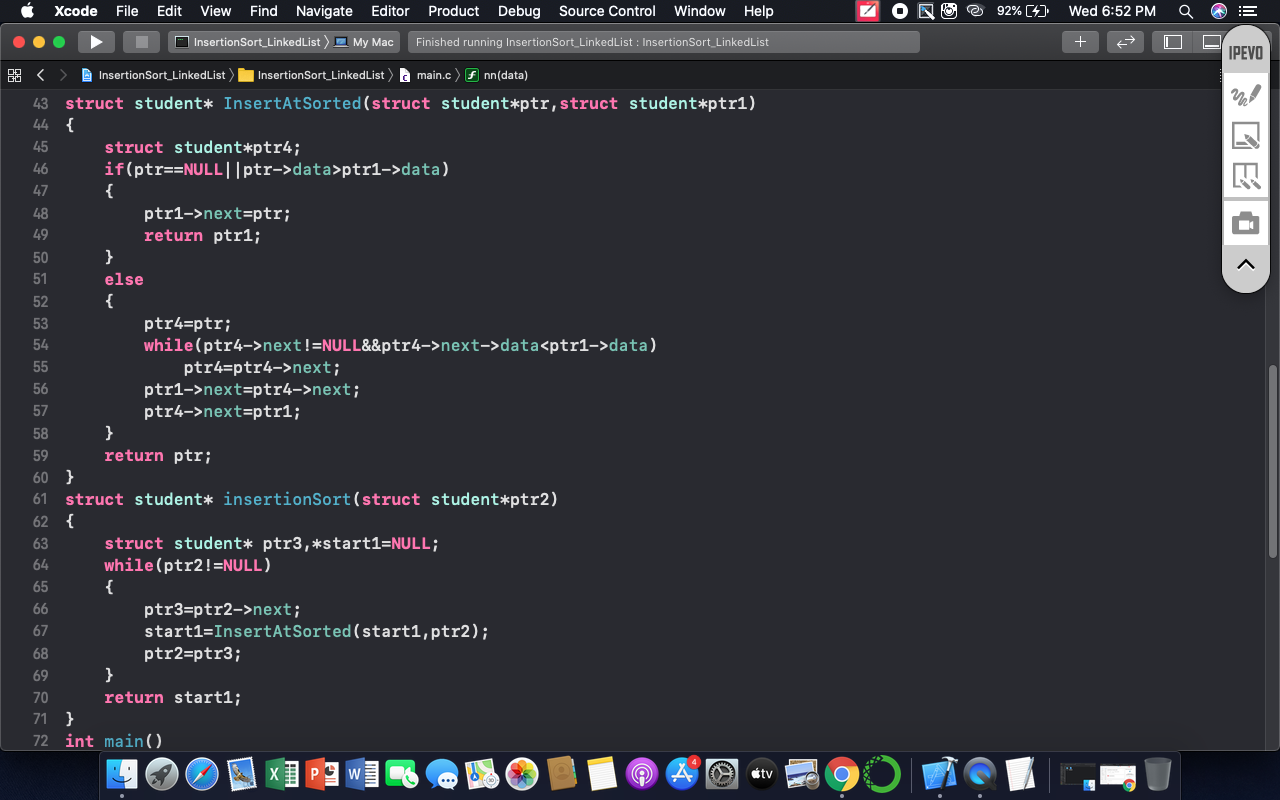 Xcode File Edit View Find Navigate Editor Product Debug Source Control Window Help 92% Wed 6:52 PM
InsertionSort_LinkedList 〉 My Mac Finished running InsertionSort_LinkedList : InsertionSort_LinkedList
IPEVO
InsertionSort_LinkedList 〉 InsertionSort_LinkedList 〉 main.c 〉 nn(data)
43 struct student* InsertAtSorted(struct student*ptr,struct student*ptr1)
44 {
45     struct student*ptr4;
46     if(ptr==NULL||ptr->data>ptr1->data)
47     {
48         ptr1->next=ptr;
49         return ptr1;
50     }
51     else
52     {
53         ptr4=ptr;
54         while(ptr4->next!=NULL&&ptr4->next->data<ptr1->data)
55             ptr4=ptr4->next;
56         ptr1->next=ptr4->next;
57         ptr4->next=ptr1;
58     }
59     return ptr;
60 }
61 struct student* insertionSort(struct student*ptr2)
62 {
63     struct student* ptr3,*start1=NULL;
64     while(ptr2!=NULL)
65     {
66         ptr3=ptr2->next;
67         start1=InsertAtSorted(start1,ptr2);
68         ptr2=ptr3;
69     }
70     return start1;
71 }
72 int main()
4
tv